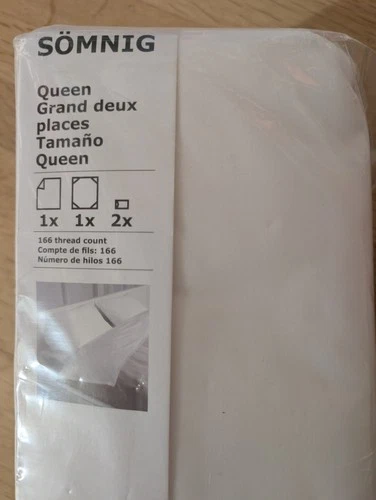 SÖMNIG
Queen
Grand deux
places
Tamaño
Queen
1x 1x 2x
166 thread count
Compte de fils: 166
Número de hilos 166